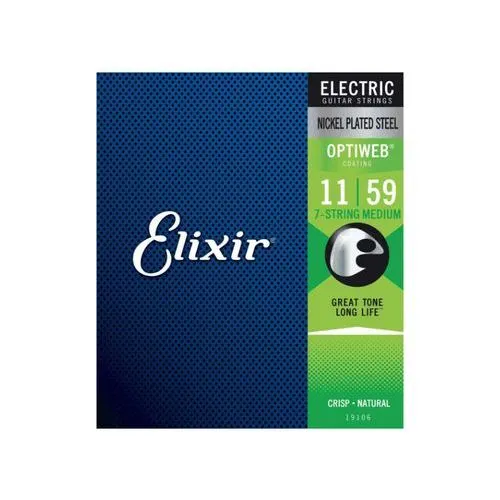 ELECTRIC
GUITAR STRINGS
NICKEL PLATED STEEL
OPTIWEB®
COATING
11 | 59
7-STRING MEDIUM
Elixir®
GREAT TONE
LONG LIFE™
CRISP • NATURAL
19106